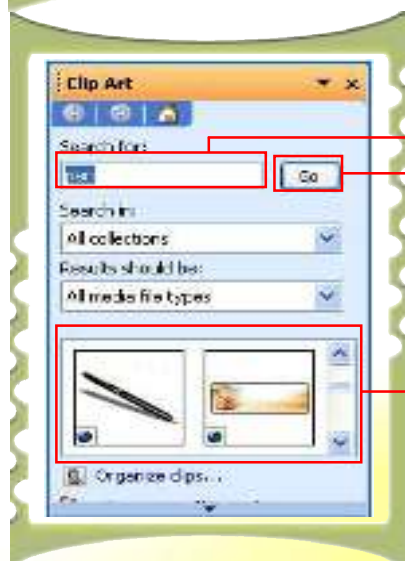 Clip Art
Search for:
Go
Search in:
All collections
Results should be:
All media file types
Organize clips...